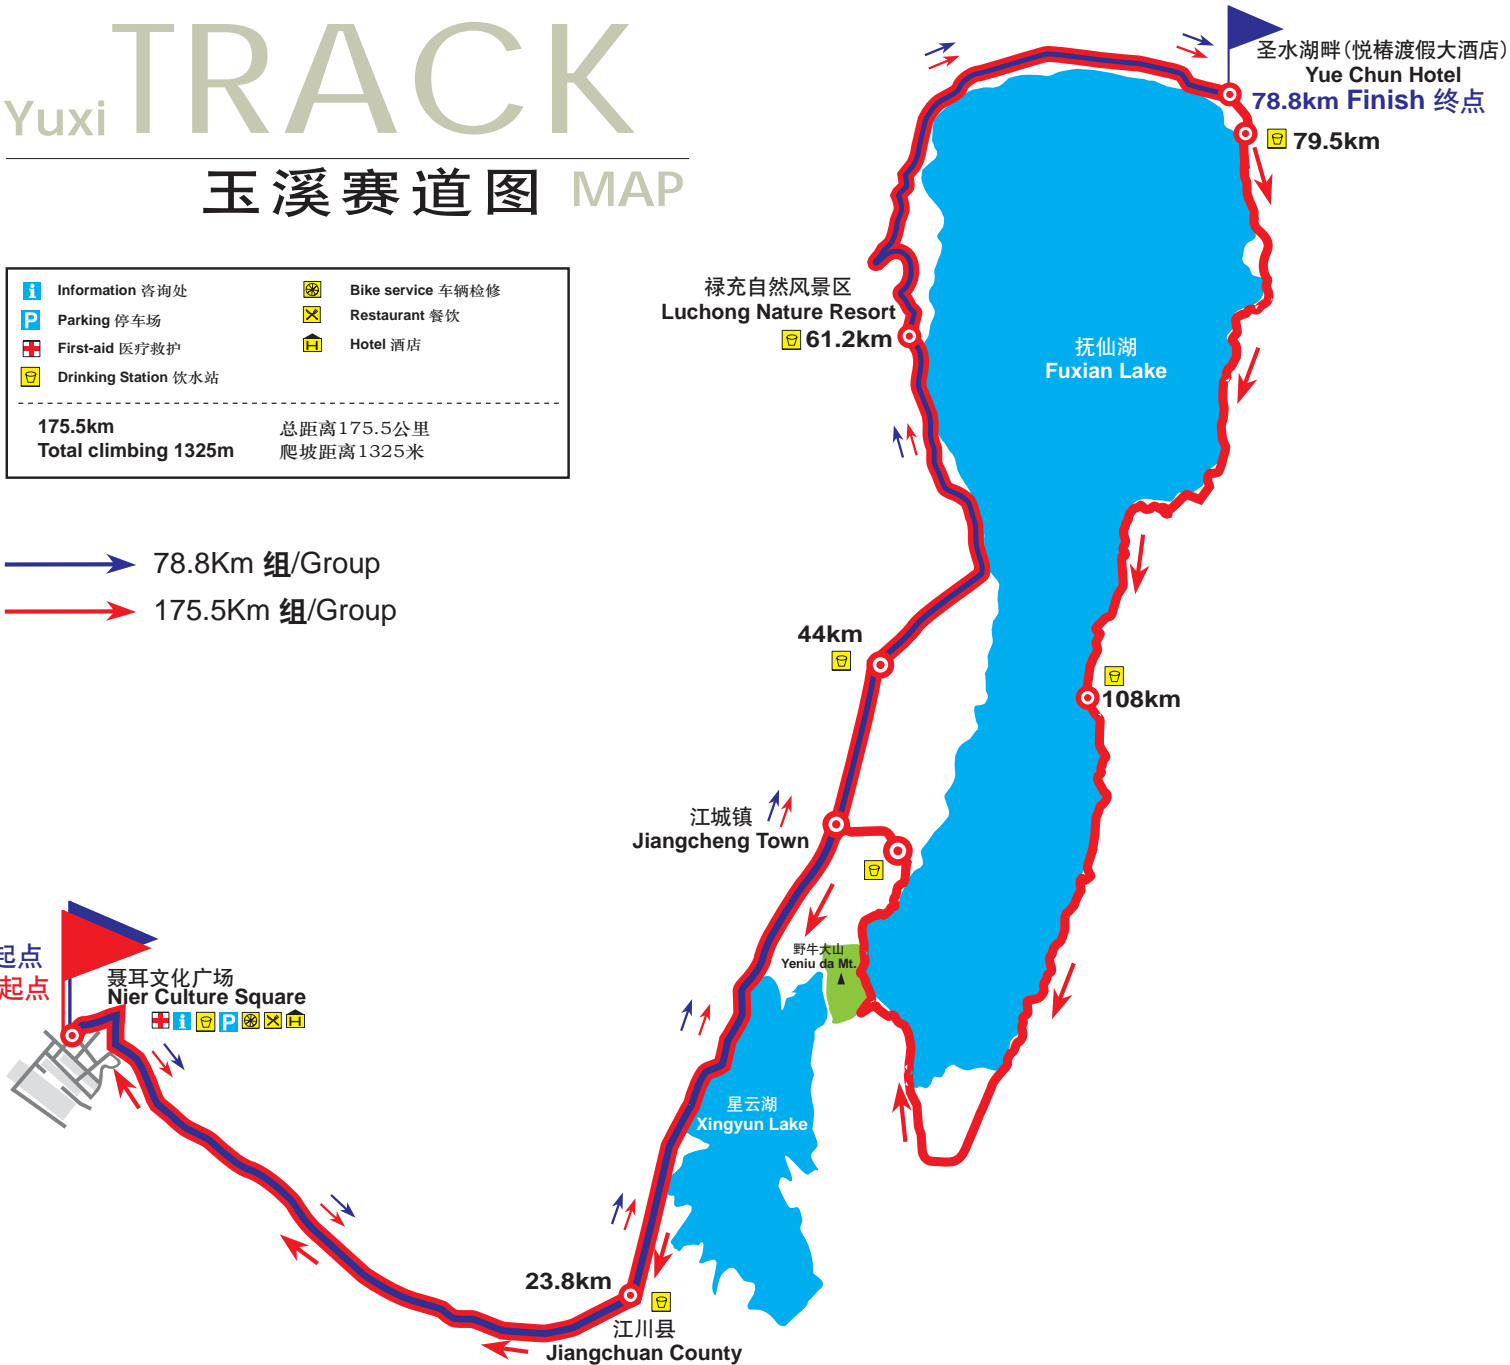 Yuxi TRACK
玉溪赛道图 MAP
Information 咨询处
Parking 停车场
First-aid 医疗救护
Drinking Station 饮水站
Bike service 车辆检修
Restaurant 餐饮
Hotel 酒店
175.5km
Total climbing 1325m
总距离175.5公里
爬坡距离1325米
78.8Km 组/Group
175.5Km 组/Group
圣水湖畔(悦椿渡假大酒店)
Yue Chun Hotel
78.8km Finish 终点
79.5km
禄充自然风景区
Luchong Nature Resort
61.2km
抚仙湖
Fuxian Lake
44km
108km
江城镇
Jiangcheng Town
野牛大山
Yeniu da Mt.
起点
起点
聂耳文化广场
Nier Culture Square
星云湖
Xingyun Lake
23.8km
江川县
Jiangchuan County